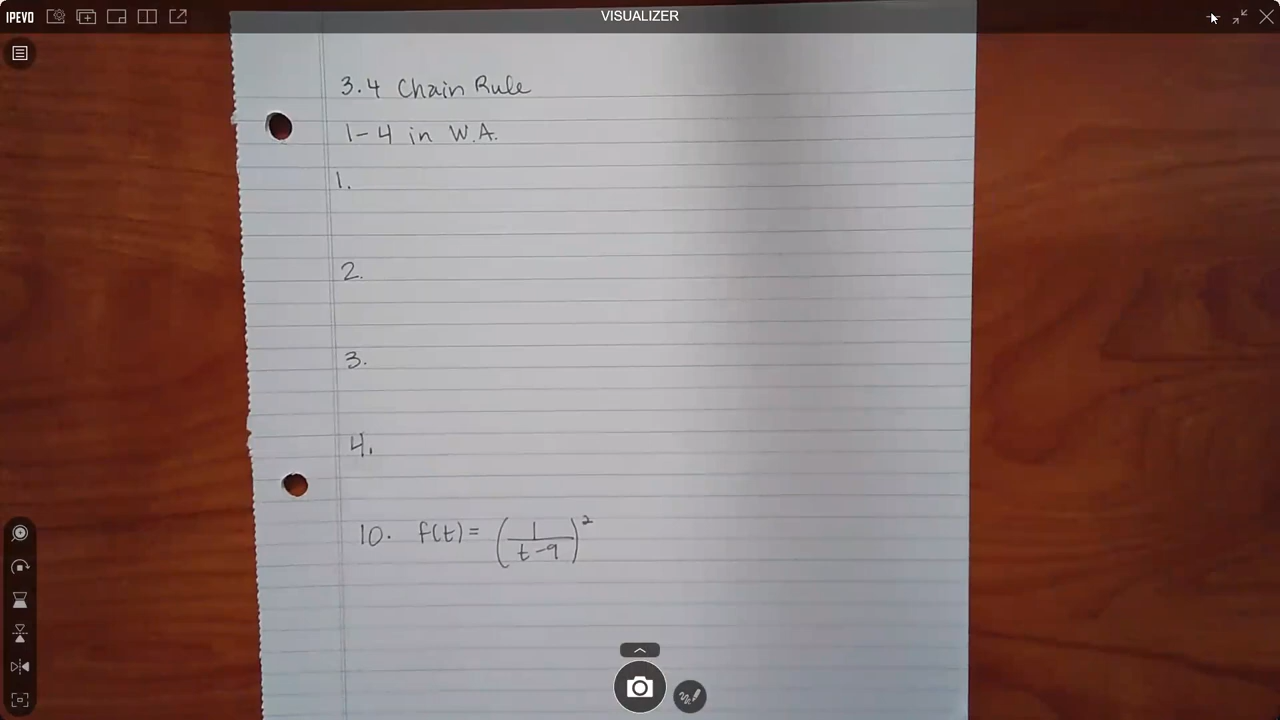 IPEVO
VISUALIZER
3.4 Chain Rule
1-4 in W.A.
1.
2.
3.
4.
10. f(t) = (1/(t-9))²